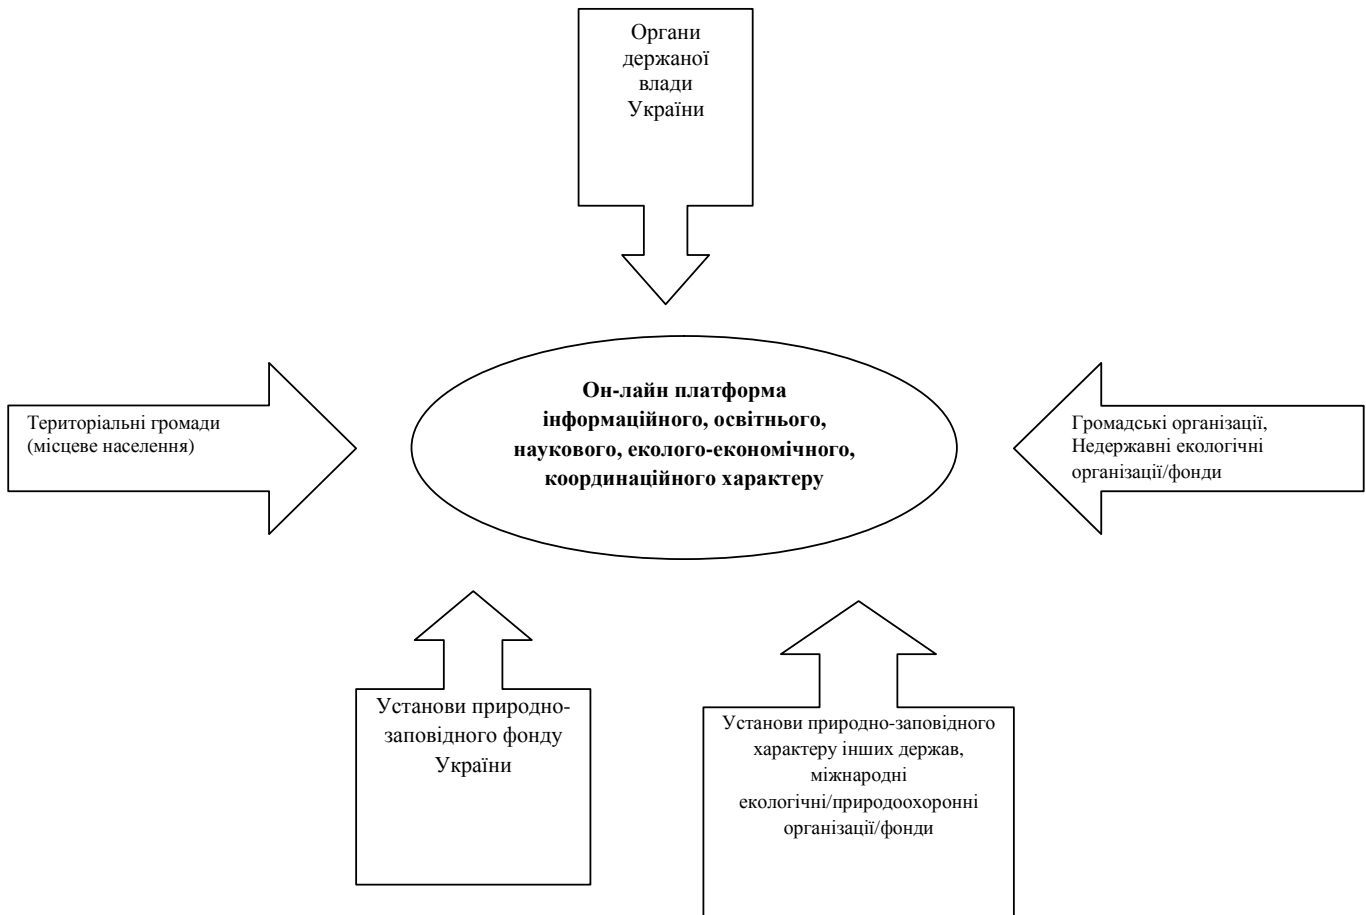 Органи
держаної
влади
України
Он-лайн платформа
інформаційного, освітнього,
наукового, еколого-економічного,
координаційного характеру
Територіальні громади
(місцеве населення)
Громадські організації,
Недержавні екологічні
організації/фонди
Установи природно-
заповідного фонду
України
Установи природно-заповідного
характеру інших держав,
міжнародні
екологічні/природоохоронні
організації/фонди